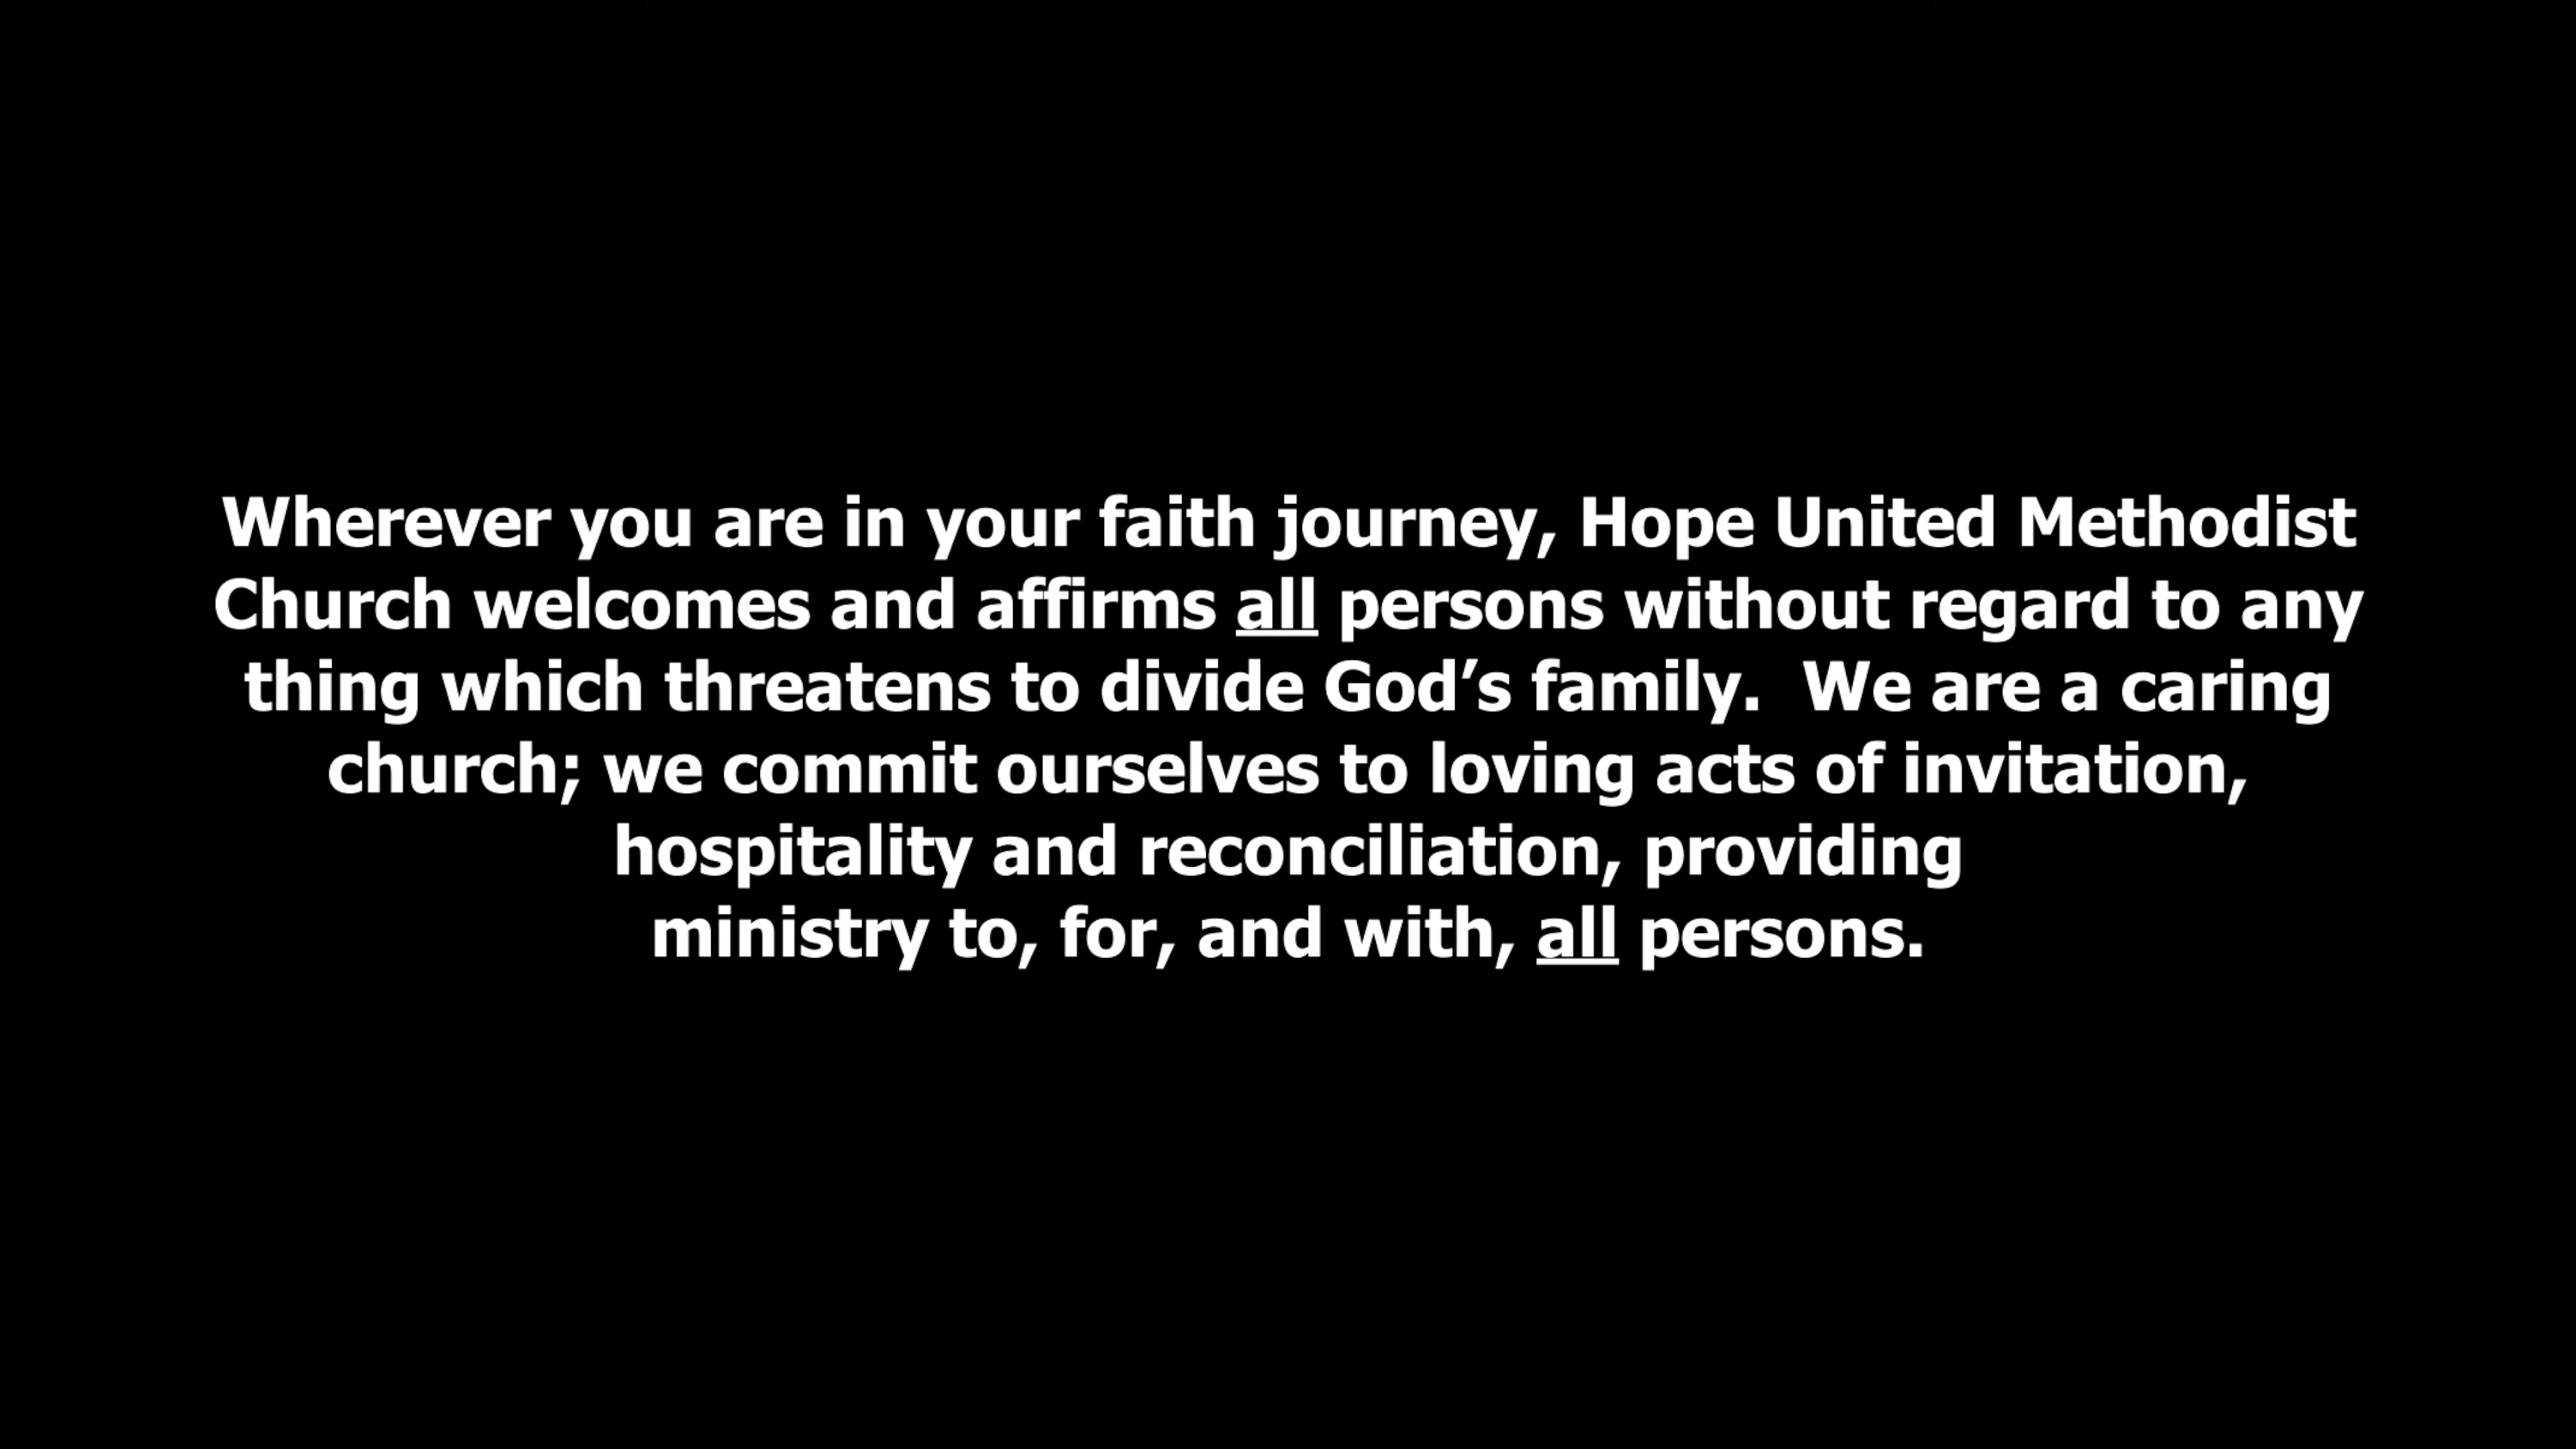 Wherever you are in your faith journey, Hope United Methodist
Church welcomes and affirms all persons without regard to any
thing which threatens to divide God’s family.  We are a caring
church; we commit ourselves to loving acts of invitation,
hospitality and reconciliation, providing
ministry to, for, and with, all persons.